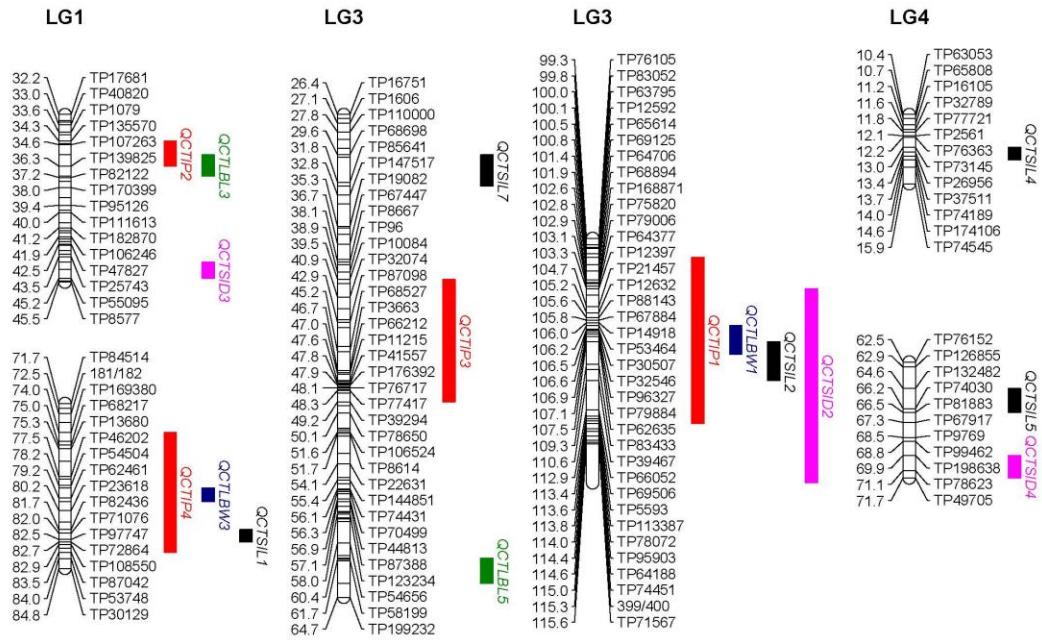 LG1
32.2 TP17681
33.0 TP40820
33.6 TP1079
34.3 TP135570
34.6 TP107263
36.3 TP139825
37.2 TP82122
38.0 TP170399
39.4 TP95126
40.0 TP111613
41.2 TP182870
41.9 TP106246
42.5 TP47827
43.5 TP25743
45.2 TP55095
45.5 TP8577
QCTIP2
QCTLBL3
QCTSID3
71.7 TP84514
72.5 181/182
74.0 TP169380
75.0 TP68217
75.3 TP13680
77.5 TP46202
78.2 TP54504
79.2 TP62461
80.2 TP23618
81.7 TP82436
82.0 TP71076
82.5 TP97747
82.7 TP72864
82.9 TP108550
83.5 TP87042
84.0 TP53748
84.8 TP30129
QCTIP4
QCTLBW3
QCTSIL1
LG3
26.4 TP16751
27.1 TP1606
27.8 TP110000
29.6 TP68698
31.8 TP85641
32.8 TP147517
35.3 TP19082
36.7 TP67447
38.1 TP8667
38.9 TP96
39.5 TP10084
40.9 TP32074
42.9 TP87098
45.2 TP68527
46.7 TP3663
47.0 TP66212
47.6 TP11215
47.8 TP41557
47.9 TP176392
48.1 TP76717
48.3 TP77417
49.2 TP39294
50.1 TP78650
51.6 TP106524
51.7 TP8614
54.1 TP22631
55.4 TP144851
56.1 TP74431
56.3 TP70499
56.9 TP44813
57.1 TP87388
58.0 TP123234
60.4 TP54656
61.7 TP58199
64.7 TP199232
QCTSIL7
QCTIP3
QCTLBL5
LG3
99.3 TP76105
99.8 TP83052
100.0 TP63795
100.1 TP12592
100.5 TP65614
100.8 TP69125
101.4 TP64706
101.9 TP68894
102.6 TP168871
102.8 TP75820
102.9 TP79006
103.1 TP64377
103.3 TP12397
104.7 TP21457
105.2 TP12632
105.6 TP88143
105.8 TP67884
106.0 TP14918
106.2 TP53464
106.5 TP30507
106.6 TP32546
106.9 TP96327
107.1 TP79884
107.5 TP62635
109.3 TP83433
110.6 TP39467
112.9 TP66052
113.4 TP69506
113.6 TP5593
113.8 TP113387
114.0 TP78072
114.4 TP95903
114.6 TP64188
115.0 TP74451
115.3 399/400
115.6 TP71567
QCTIP1
QCTLBW1
QCTSIL2
QCTSID2
LG4
10.4 TP63053
10.7 TP65808
11.2 TP16105
11.6 TP32789
11.8 TP77721
12.1 TP2561
12.2 TP76363
13.0 TP73145
13.4 TP26956
13.7 TP37511
14.0 TP74189
14.6 TP174106
15.9 TP74545
QCTSIL4
62.5 TP76152
62.9 TP126855
64.6 TP132482
66.2 TP74030
66.5 TP81883
67.3 TP67917
68.5 TP9769
68.8 TP99462
69.9 TP198638
71.1 TP78623
71.7 TP49705
QCTSIL5
QCTSID4